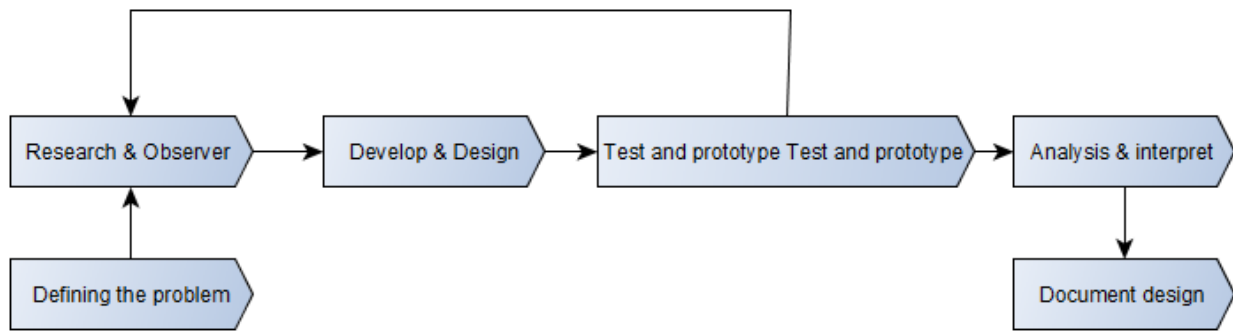 Research & Observer
Develop & Design
Test and prototype Test and prototype
Analysis & interpret
Defining the problem
Document design